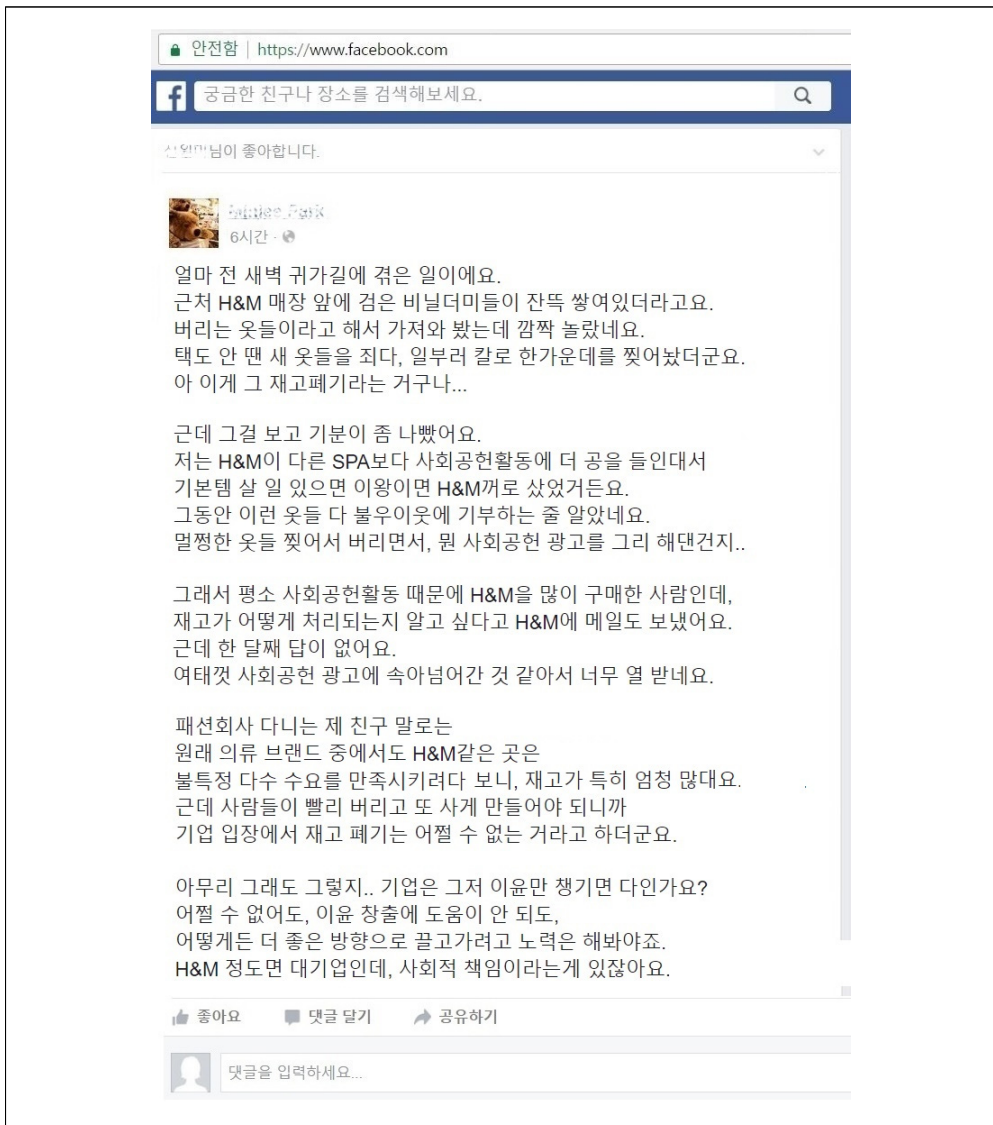 안전함 | https://www.facebook.com
f 궁금한 친구나 장소를 검색해보세요.
님이 좋아합니다.
6시간
얼마 전 새벽 귀가길에 겪은 일이에요.
근처 H&M 매장 앞에 검은 비닐더미들이 잔뜩 쌓여있더라고요.
버리는 옷들이라고 해서 가져와 봤는데 깜짝 놀랐네요.
택도 안 땐 새 옷들을 죄다, 일부러 칼로 한가운데를 찢어놨더군요.
아 이게 그 재고폐기라는 거구나...
근데 그걸 보고 기분이 좀 나빴어요.
저는 H&M이 다른 SPA보다 사회공헌활동에 더 공을 들인대서
기본템 살 일 있으면 이왕이면 H&M꺼로 샀었거든요.
그동안 이런 옷들 다 불우이웃에 기부하는 줄 알았네요.
멀쩡한 옷들 찢어서 버리면서, 뭔 사회공헌 광고를 그리 해댄건지..
그래서 평소 사회공헌활동 때문에 H&M을 많이 구매한 사람인데,
재고가 어떻게 처리되는지 알고 싶다고 H&M에 메일도 보냈어요.
근데 한 달째 답이 없어요.
여태껏 사회공헌 광고에 속아넘어간 것 같아서 너무 열 받네요.
패션회사 다니는 제 친구 말로는
원래 의류 브랜드 중에서도 H&M같은 곳은
불특정 다수 수요를 만족시키려다 보니, 재고가 특히 엄청 많대요.
근데 사람들이 빨리 버리고 또 사게 만들어야 되니까
기업 입장에서 재고 폐기는 어쩔 수 없는 거라고 하더군요.
아무리 그래도 그렇지.. 기업은 그저 이윤만 챙기면 다인가요?
어쩔 수 없어도, 이윤 창출에 도움이 안 되도,
어떻게든 더 좋은 방향으로 끌고가려고 노력은 해봐야죠.
H&M 정도면 대기업인데, 사회적 책임이라는게 있잖아요.
좋아요 댓글 달기 공유하기
댓글을 입력하세요...